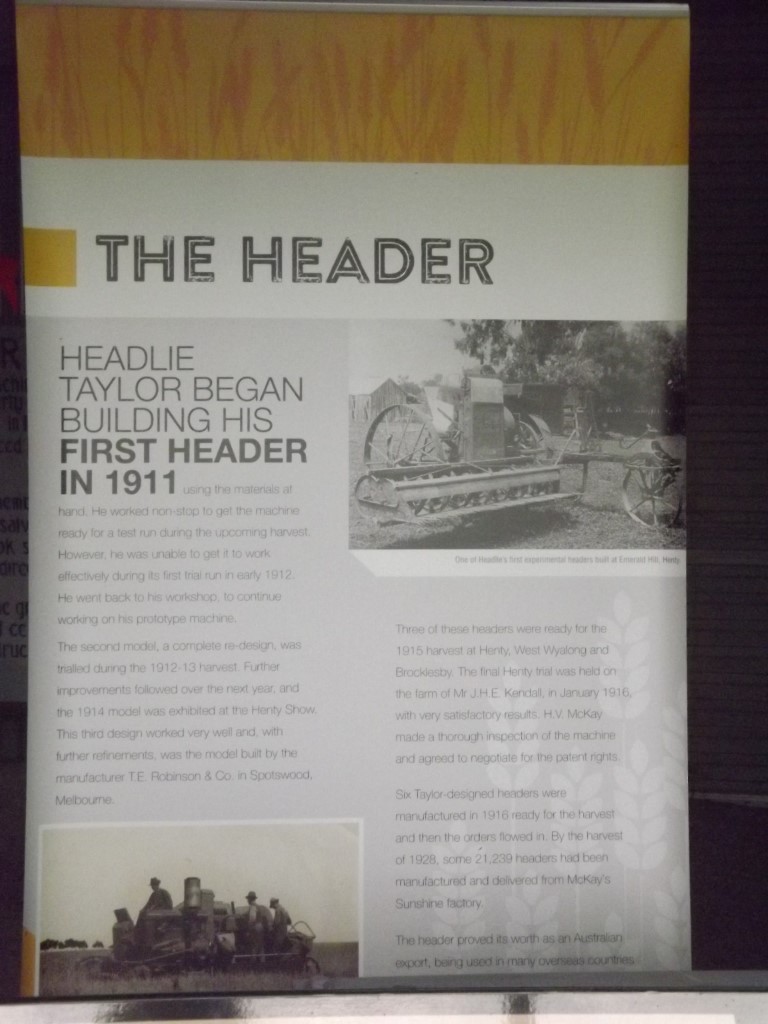 THE HEADER
HEADLIE
TAYLOR BEGAN
BUILDING HIS
FIRST HEADER
IN 1911 using the materials at
hand. He worked non-stop to get the machine
ready for a test run during the upcoming harvest.
However, he was unable to get it to work
effectively during its first trial run in early 1912.
He went back to his workshop, to continue
working on his prototype machine.
The second model, a complete re-design, was
trialled during the 1912-13 harvest. Further
improvements followed over the next year, and
the 1914 model was exhibited at the Henty Show.
This third design worked very well and, with
further refinements, was the model built by the
manufacturer T.E. Robinson & Co. in Spotswood,
Melbourne.
One of Headlie's first experimental headers built at Emerald Hill, Henty
Three of these headers were ready for the
1915 harvest at Henty, West Wyalong and
Brocklesby. The final Henty trial was held on
the farm of Mr J.H.E. Kendall, in January 1916,
with very satisfactory results. H.V. McKay
made a thorough inspection of the machine
and agreed to negotiate for the patent rights.
Six Taylor-designed headers were
manufactured in 1916 ready for the harvest
and then the orders flowed in. By the harvest
of 1928, some 21,239 headers had been
manufactured and delivered from McKay's
Sunshine factory.
The header proved its worth as an Australian
export, being used in many overseas countries.